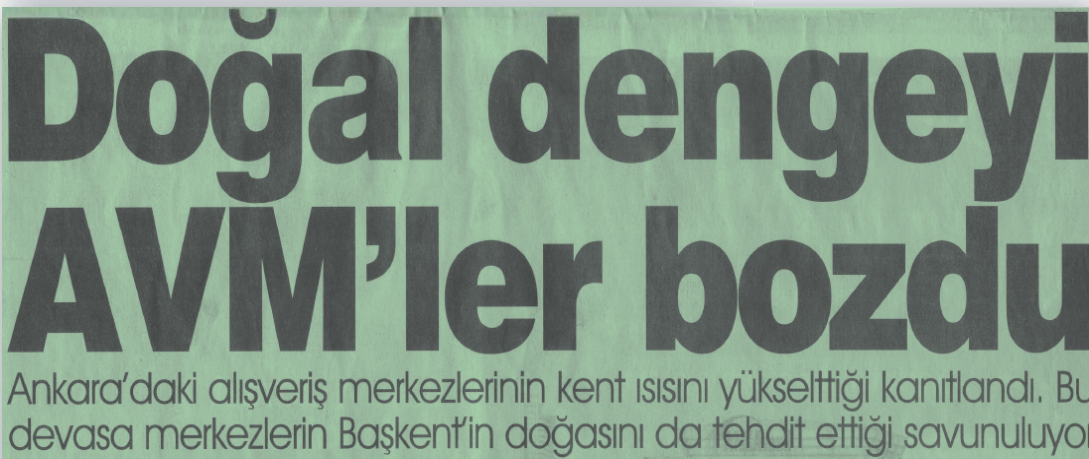 Doğal dengeyi
AVM'ler bozdu
Ankara'daki alışveriş merkezlerinin kent ısısını yükselttiği kanıtlandı. Bu
devasa merkezlerin Başkent'in doğasını da tehdit ettiği savunuluyor